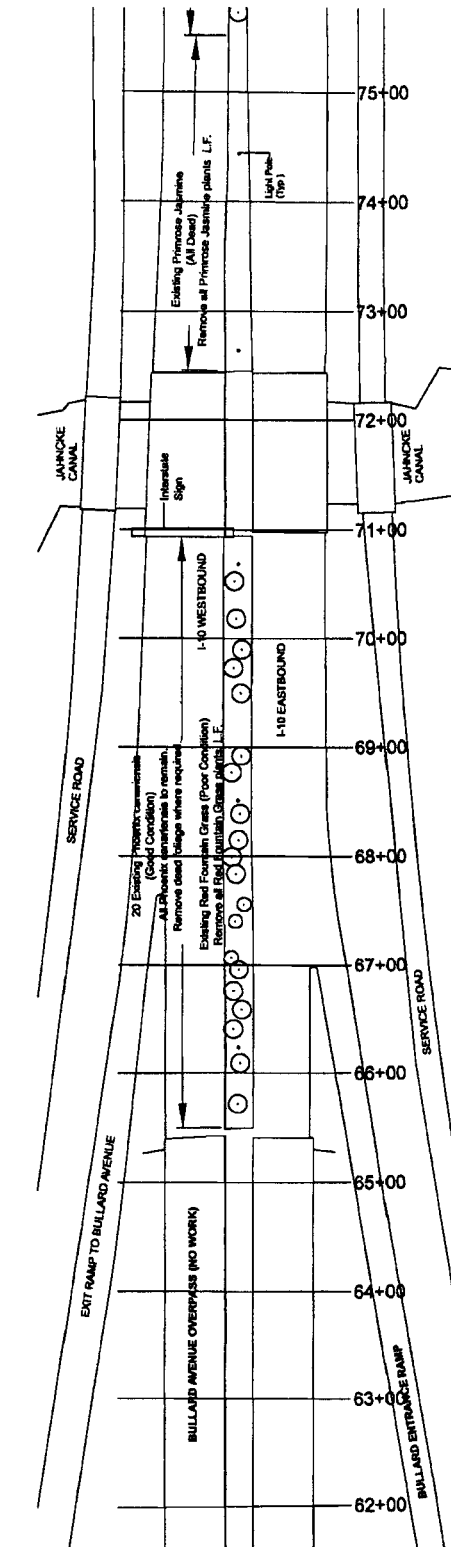 75+00
74+00
73+00
72+00
71+00
70+00
69+00
68+00
67+00
66+00
65+00
64+00
63+00
62+00
Light Pole
(Typ.)
Existing Primrose Jasmine
(All Dead)
Remove all Primrose Jasmine plants L.F.
JAHNCKE
CANAL
JAHNCKE
CANAL
Interstate
Sign
I-10 WESTBOUND
I-10 EASTBOUND
SERVICE ROAD
20 Existing Phoenix canariensis
(Good Condition)
All Phoenix canariensis to remain.
Remove dead foliage where required.
Existing Red Fountain Grass (Poor Condition)
Remove all Red Fountain Grass plants L.F.
SERVICE ROAD
EXIT RAMP TO BULLARD AVENUE
BULLARD AVENUE OVERPASS (NO WORK)
BULLARD ENTRANCE RAMP